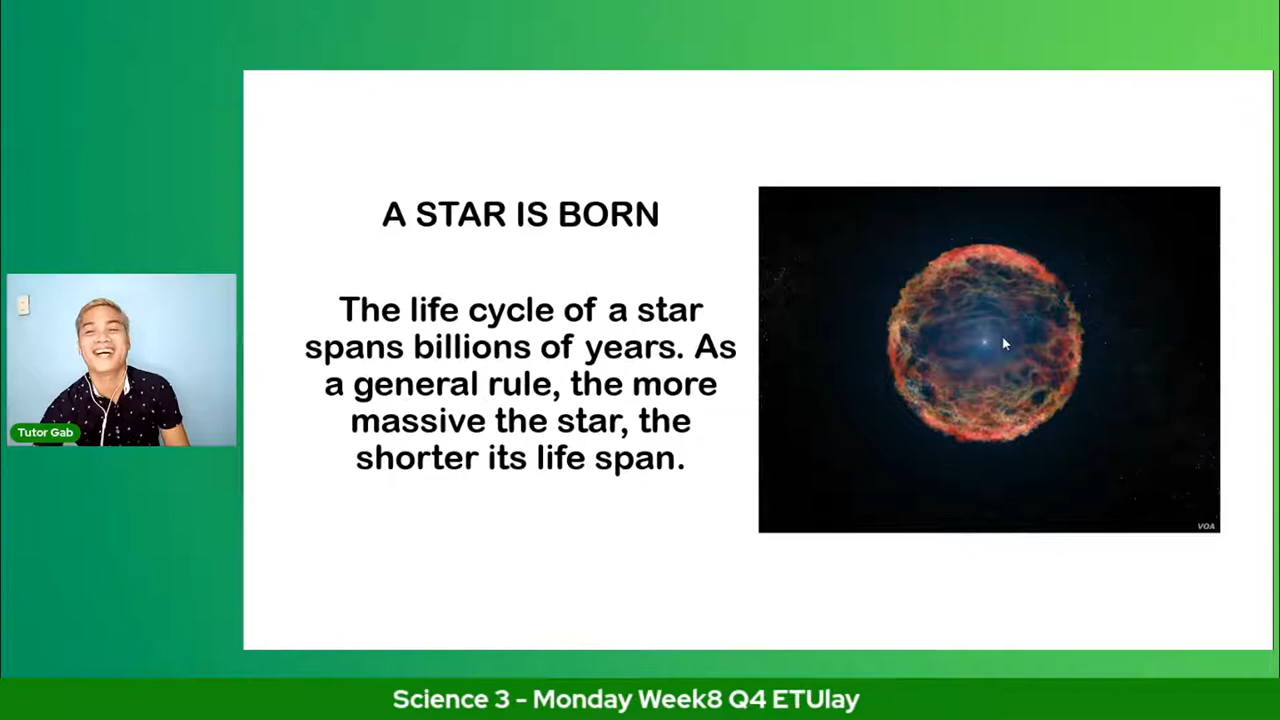 A STAR IS BORN
The life cycle of a star
spans billions of years. As
a general rule, the more
massive the star, the
shorter its life span.
Tutor Gab
VOA
Science 3 - Monday Week8 Q4 ETUlay